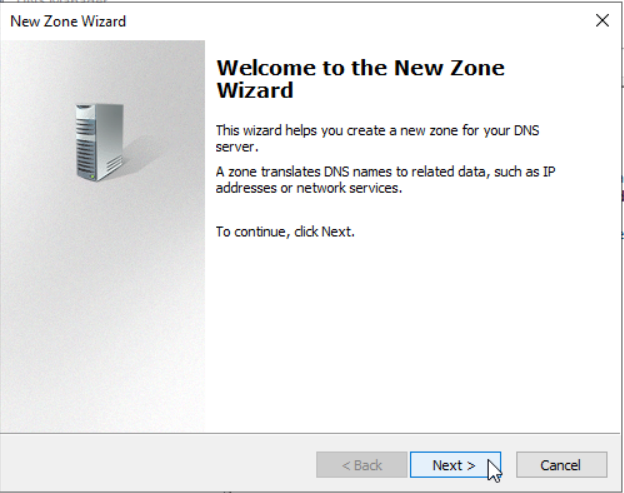 New Zone Wizard
Welcome to the New Zone
Wizard
This wizard helps you create a new zone for your DNS
server.
A zone translates DNS names to related data, such as IP
addresses or network services.
To continue, click Next.
< Back
Next >
Cancel